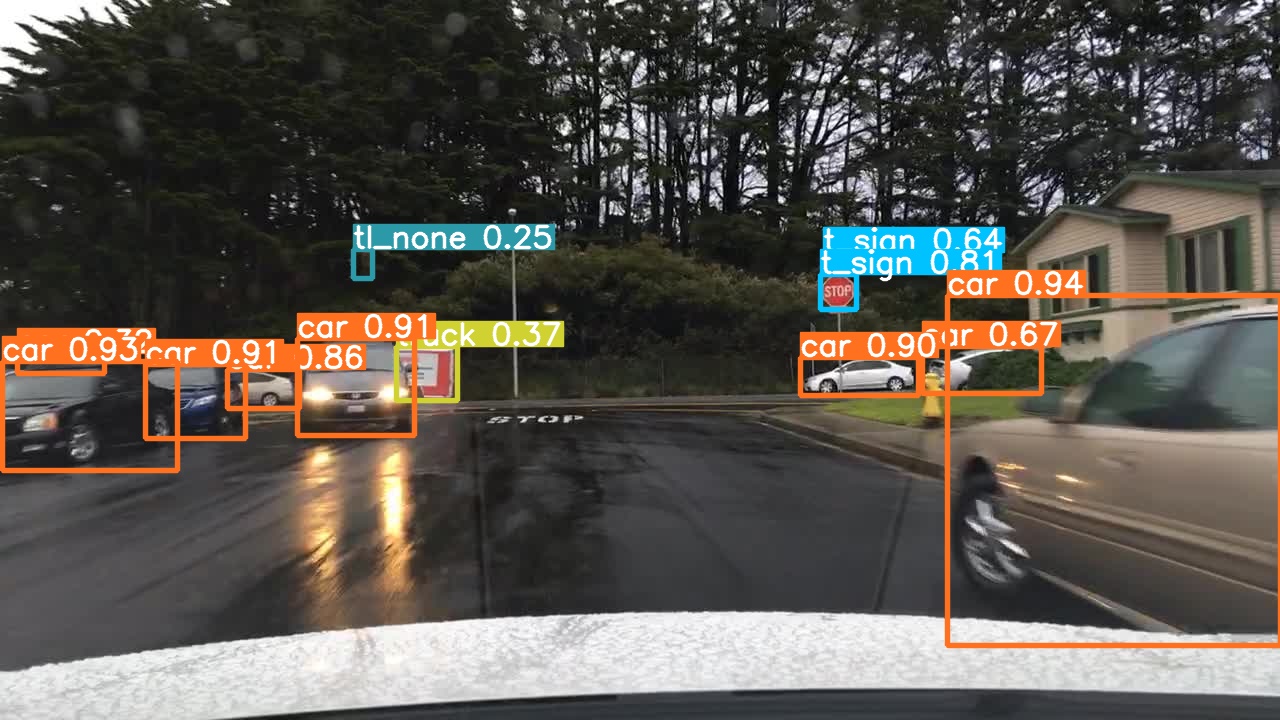 tl_none 0.25
t_sign 0.64
t_sign 0.81
STOP
car 0.94
car 0.91
uck 0.37
car 0.93
car 0.91
0.86
car 0.90
ar 0.67
STOP